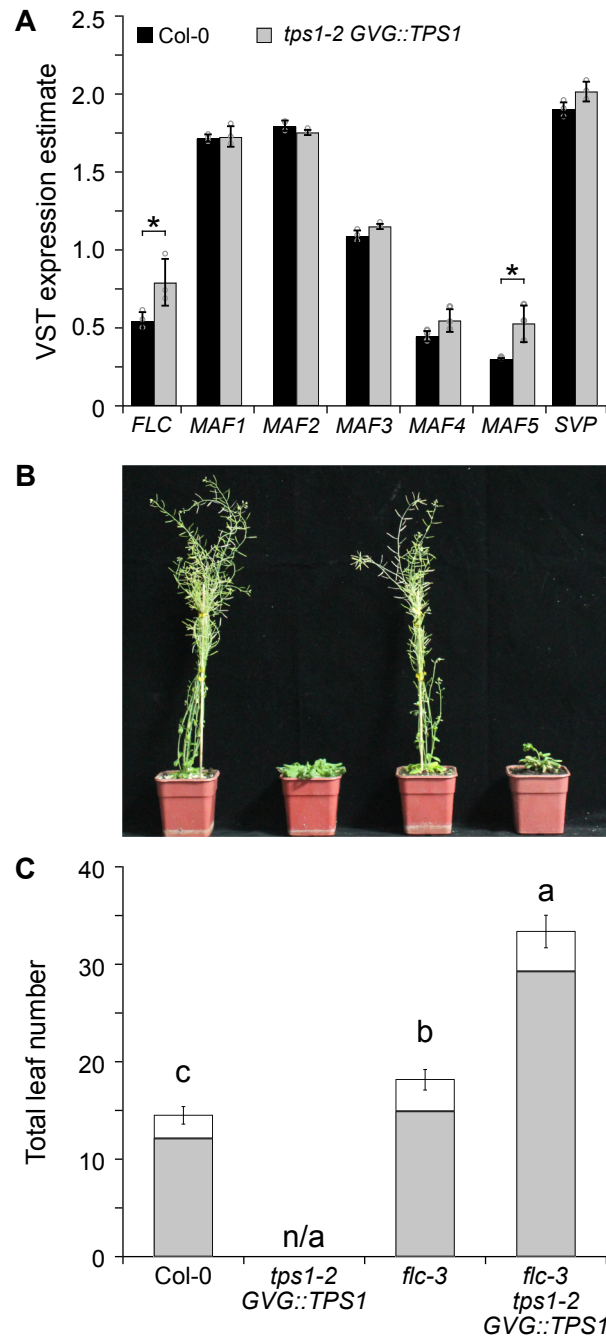 A
Col-0 tps1-2 GVG::TPS1
VST expression estimate
2.5
2.0
1.5
1.0
0.5
0
* *
FLC MAF1 MAF2 MAF3 MAF4 MAF5 SVP
B
C
Total leaf number
40
30
20
10
0
c n/a b a
Col-0 tps1-2 flc-3 flc-3
GVG::TPS1 tps1-2
GVG::TPS1